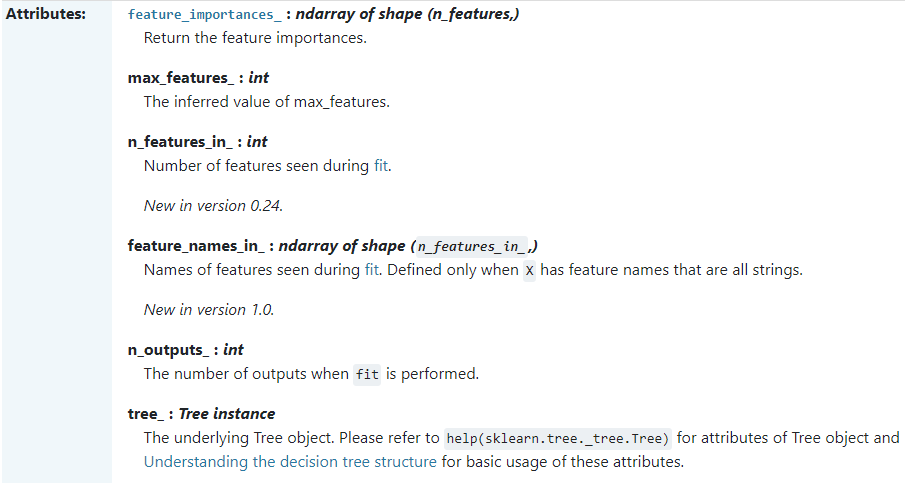 Attributes: feature_importances_ : ndarray of shape (n_features,)
Return the feature importances.
max_features_ : int
The inferred value of max_features.
n_features_in_ : int
Number of features seen during fit.
New in version 0.24.
feature_names_in_ : ndarray of shape (n_features_in_,)
Names of features seen during fit. Defined only when X has feature names that are all strings.
New in version 1.0.
n_outputs_ : int
The number of outputs when fit is performed.
tree_ : Tree instance
The underlying Tree object. Please refer to help(sklearn.tree._tree.Tree) for attributes of Tree object and
Understanding the decision tree structure for basic usage of these attributes.